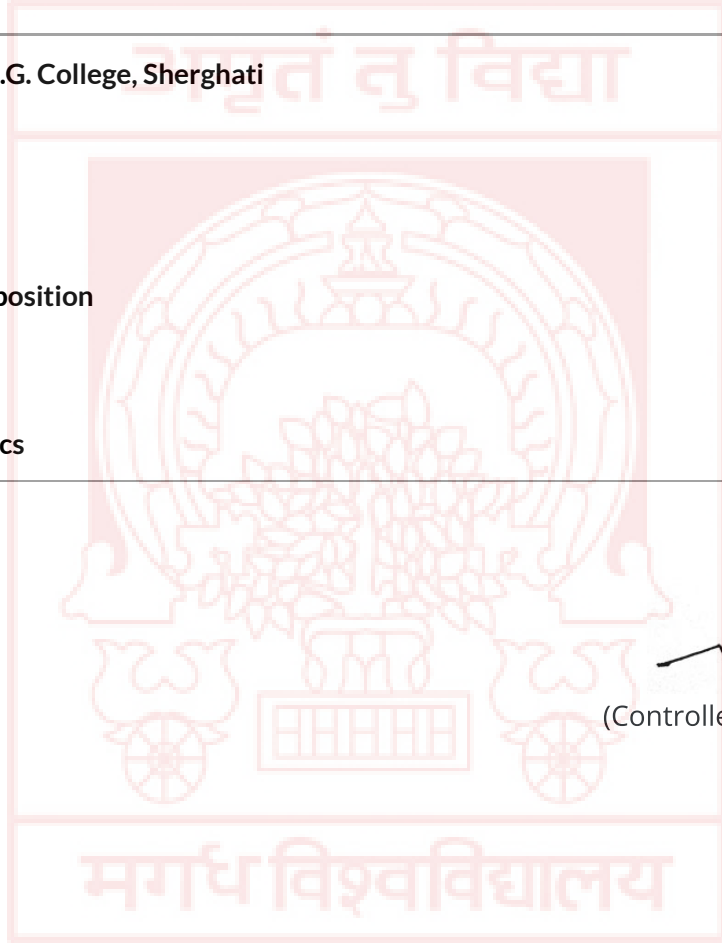 अमृतं तु विद्या
.G. College, Sherghati
position
cs
(Controlle
मगध विश्वविद्यालय